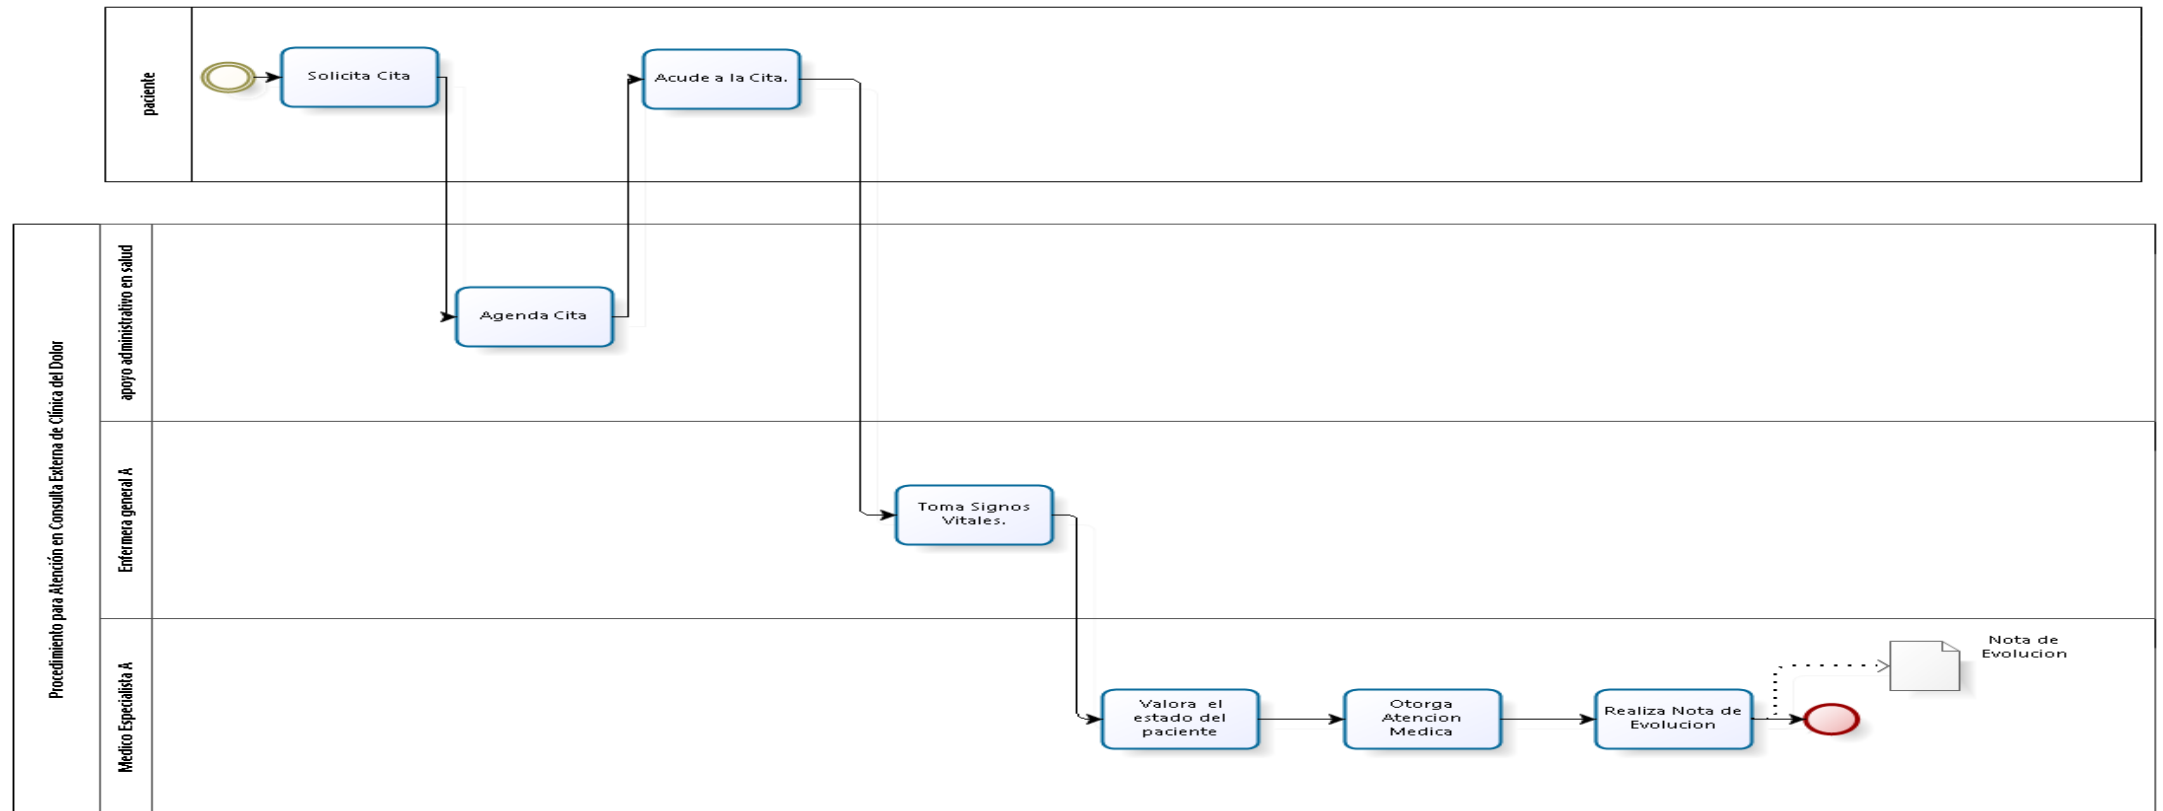 paciente
Solicita Cita
Acude a la Cita.
Procedimiento para Atención en Consulta Externa de Clínica del Dolor
apoyo administrativo en salud
Agenda Cita
Enfermera general A
Toma Signos
Vitales.
Medico Especialista A
Valora el
estado del
paciente
Otorga
Atencion
Medica
Realiza Nota de
Evolucion
Nota de
Evolucion